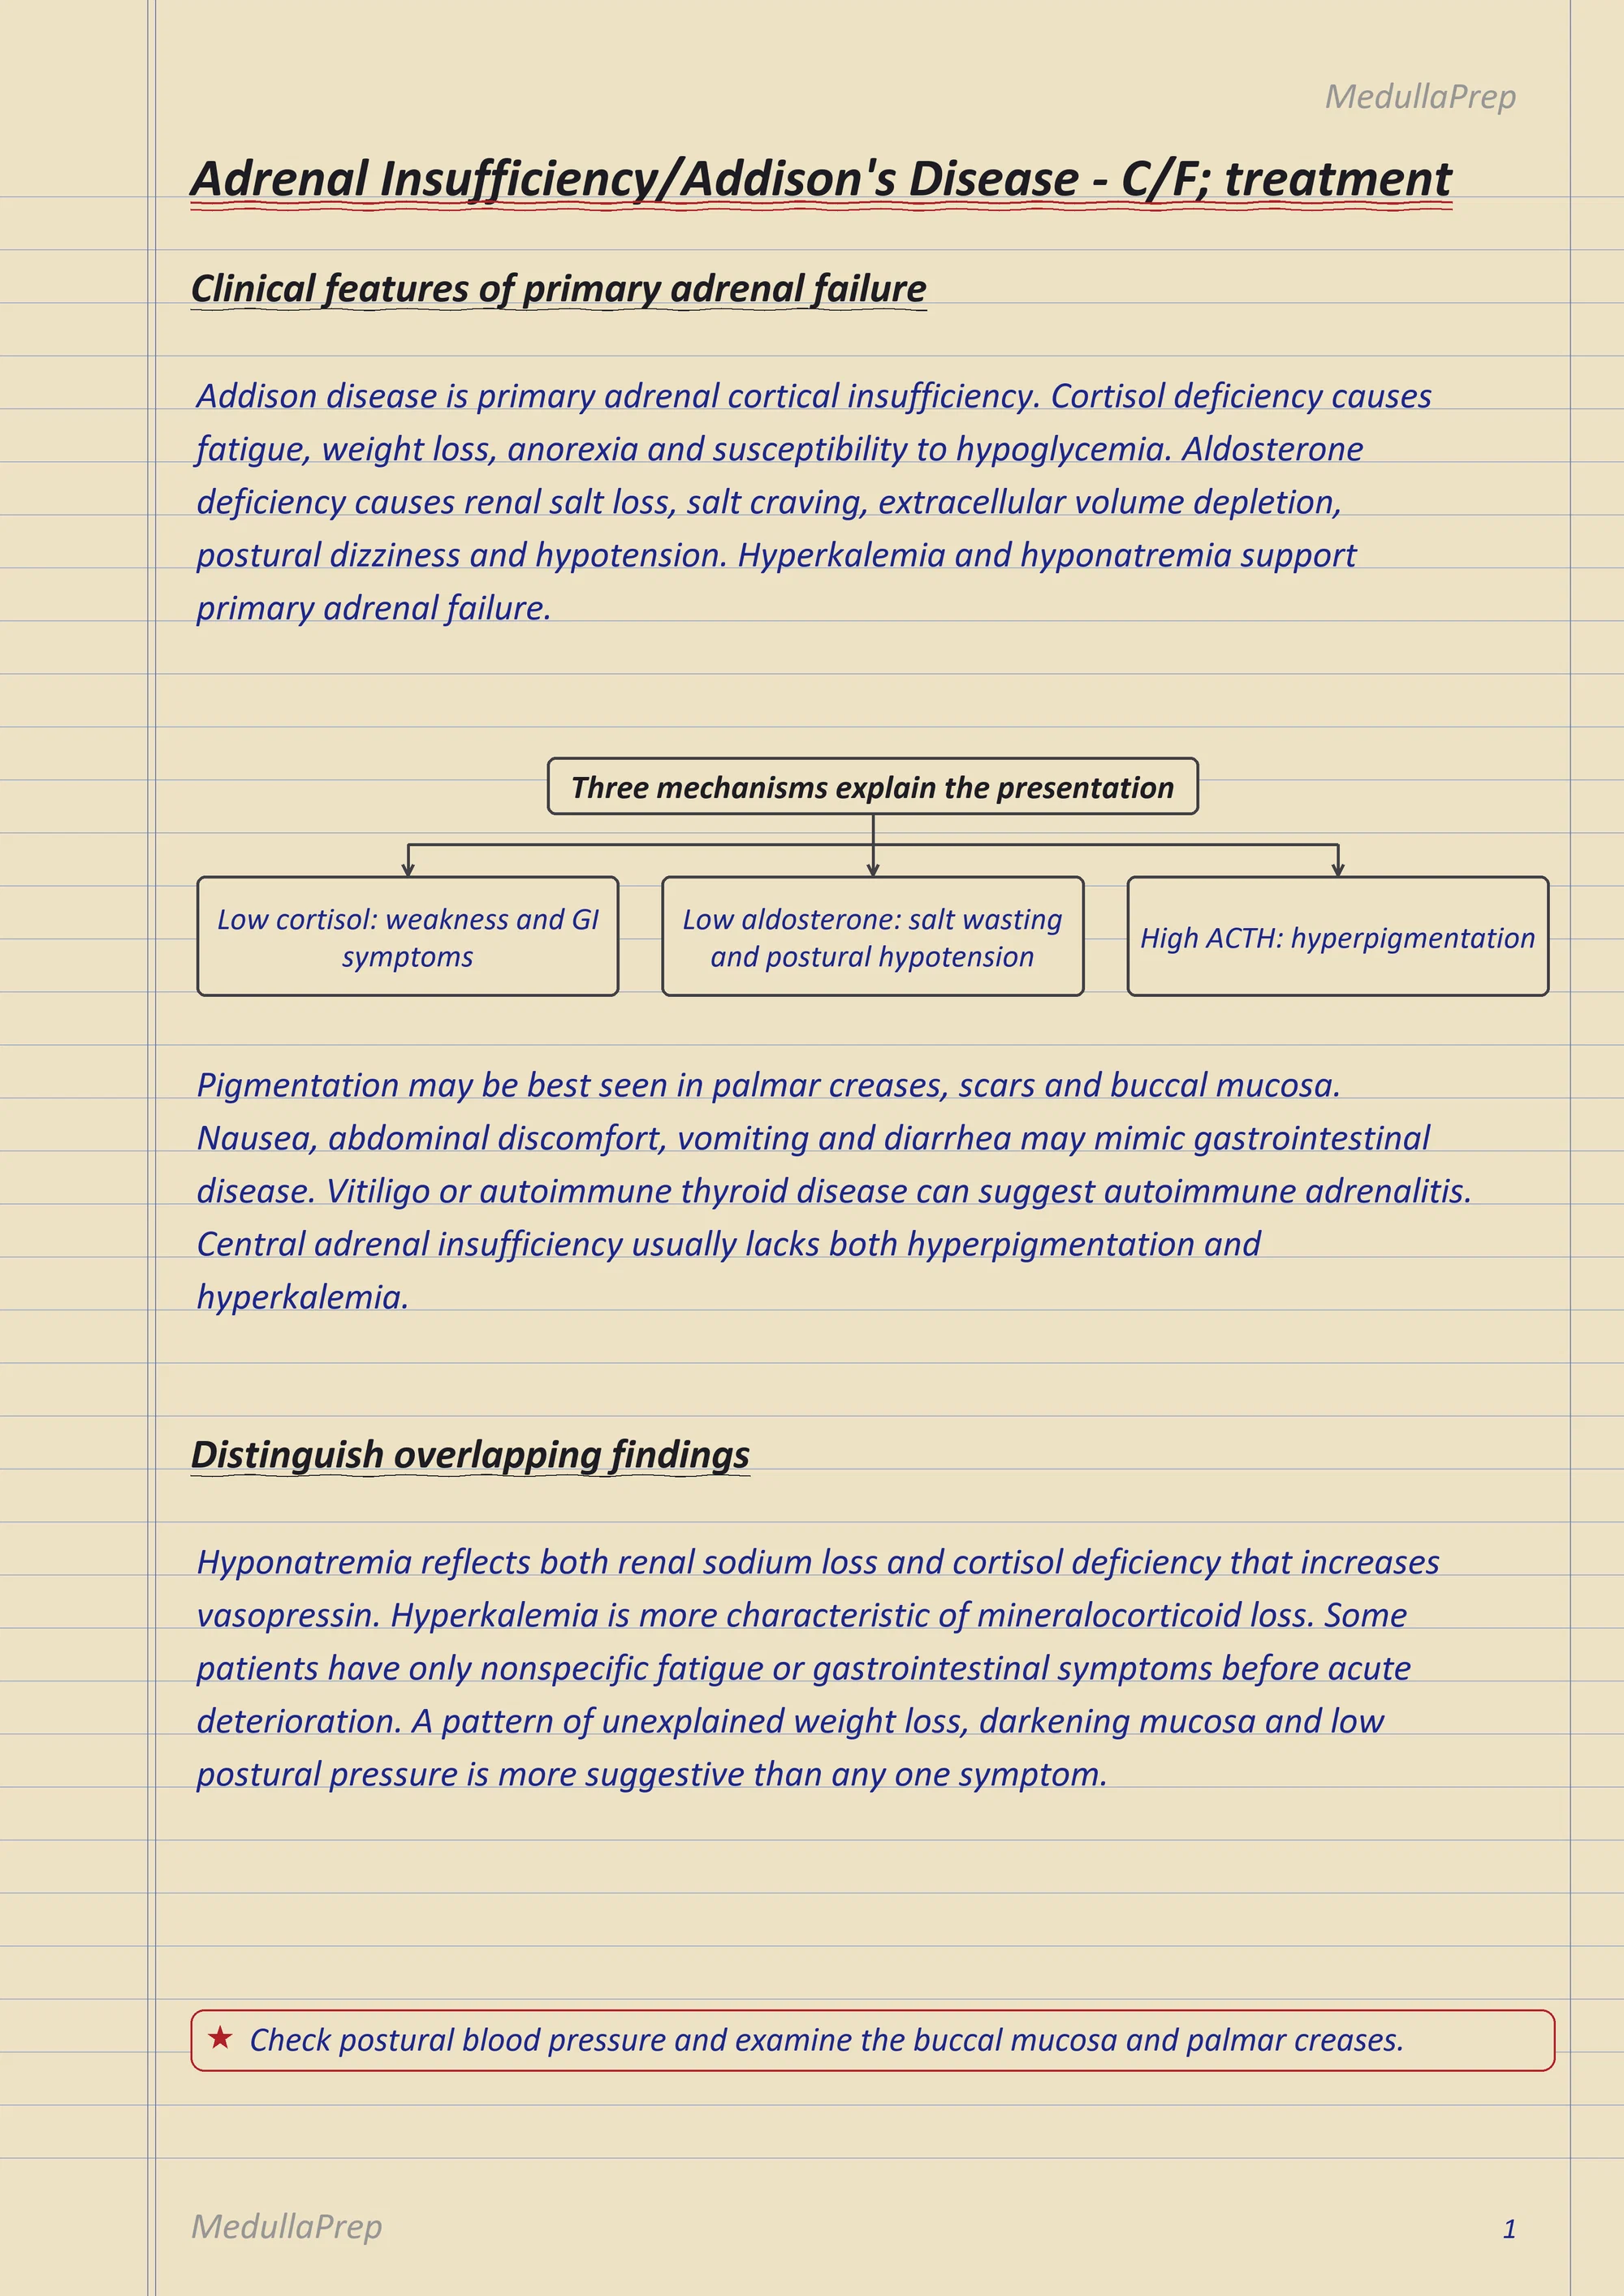 MedullaPrep
Adrenal Insufficiency/Addison's Disease - C/F; treatment
Clinical features of primary adrenal failure
Addison disease is primary adrenal cortical insufficiency. Cortisol deficiency causes
fatigue, weight loss, anorexia and susceptibility to hypoglycemia. Aldosterone
deficiency causes renal salt loss, salt craving, extracellular volume depletion,
postural dizziness and hypotension. Hyperkalemia and hyponatremia support
primary adrenal failure.
Three mechanisms explain the presentation
Low cortisol: weakness and GI
symptoms
Low aldosterone: salt wasting
and postural hypotension
High ACTH: hyperpigmentation
Pigmentation may be best seen in palmar creases, scars and buccal mucosa.
Nausea, abdominal discomfort, vomiting and diarrhea may mimic gastrointestinal
disease. Vitiligo or autoimmune thyroid disease can suggest autoimmune adrenalitis.
Central adrenal insufficiency usually lacks both hyperpigmentation and
hyperkalemia.
Distinguish overlapping findings
Hyponatremia reflects both renal sodium loss and cortisol deficiency that increases
vasopressin. Hyperkalemia is more characteristic of mineralocorticoid loss. Some
patients have only nonspecific fatigue or gastrointestinal symptoms before acute
deterioration. A pattern of unexplained weight loss, darkening mucosa and low
postural pressure is more suggestive than any one symptom.
★ Check postural blood pressure and examine the buccal mucosa and palmar creases.
MedullaPrep
1